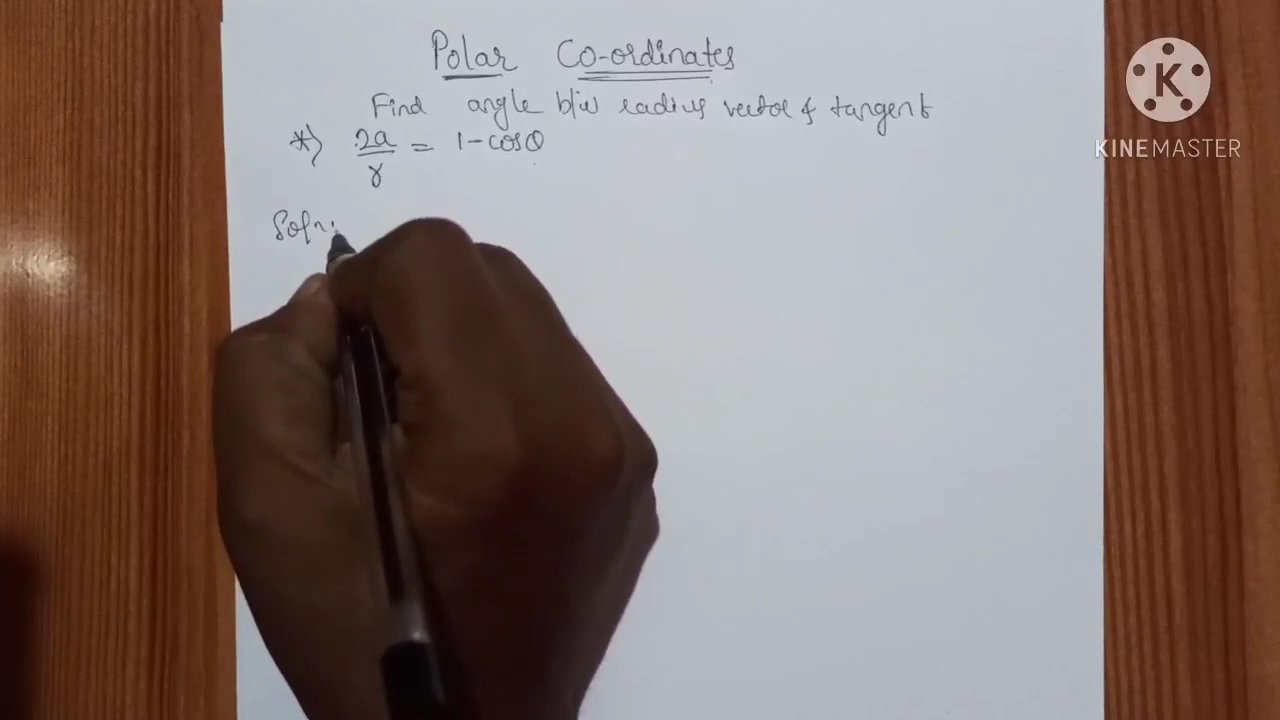 Polar Co-ordinates
Find angle b/w radius vector & tangent
*) 2a/r = 1-cosθ
Soln:
K
KINEMASTER